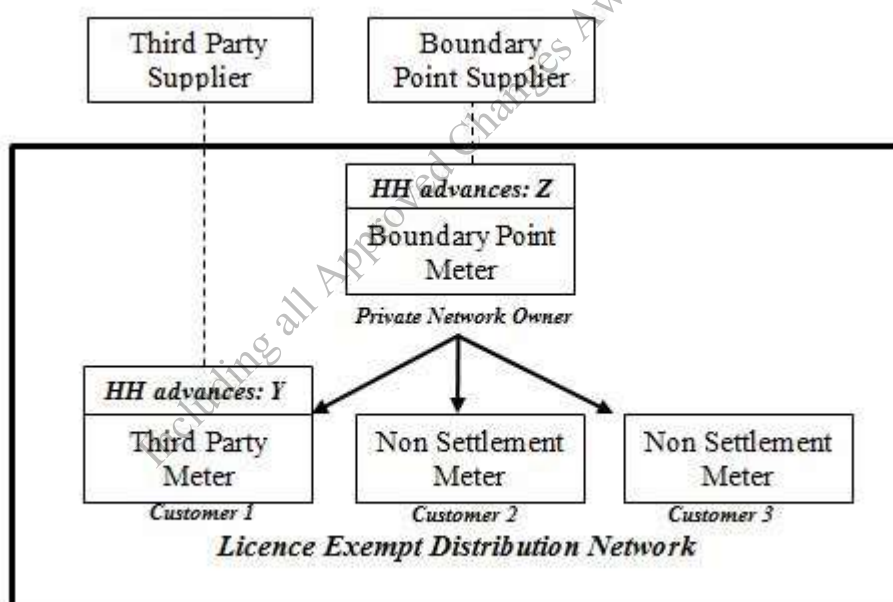 Third Party
Supplier
Boundary
Point Supplier
HH advances: Z
Boundary Point
Meter
Private Network Owner
HH advances: Y
Third Party
Meter
Customer 1
Non Settlement
Meter
Customer 2
Non Settlement
Meter
Customer 3
Licence Exempt Distribution Network
Including all Approved Changes Aw